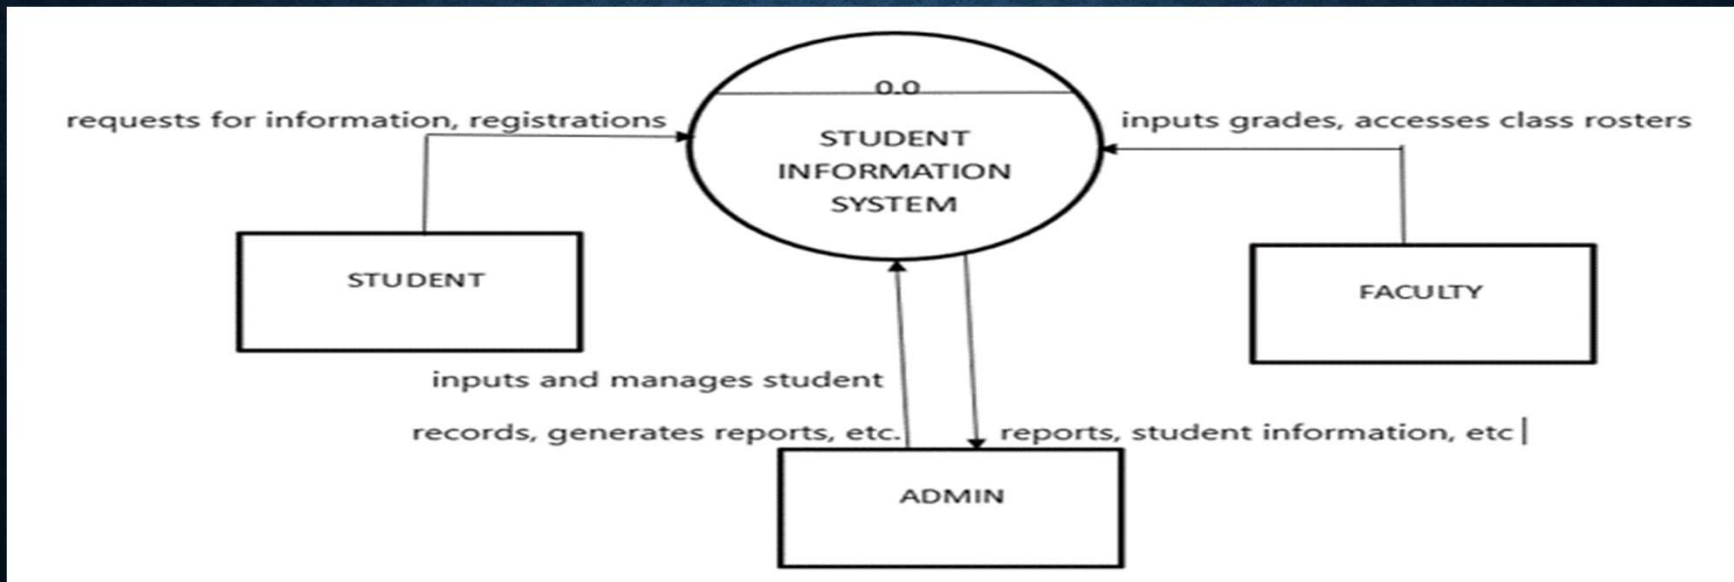 0.0
requests for information, registrations
inputs grades, accesses class rosters
STUDENT
INFORMATION
SYSTEM
STUDENT
FACULTY
inputs and manages student
records, generates reports, etc.
reports, student information, etc
ADMIN